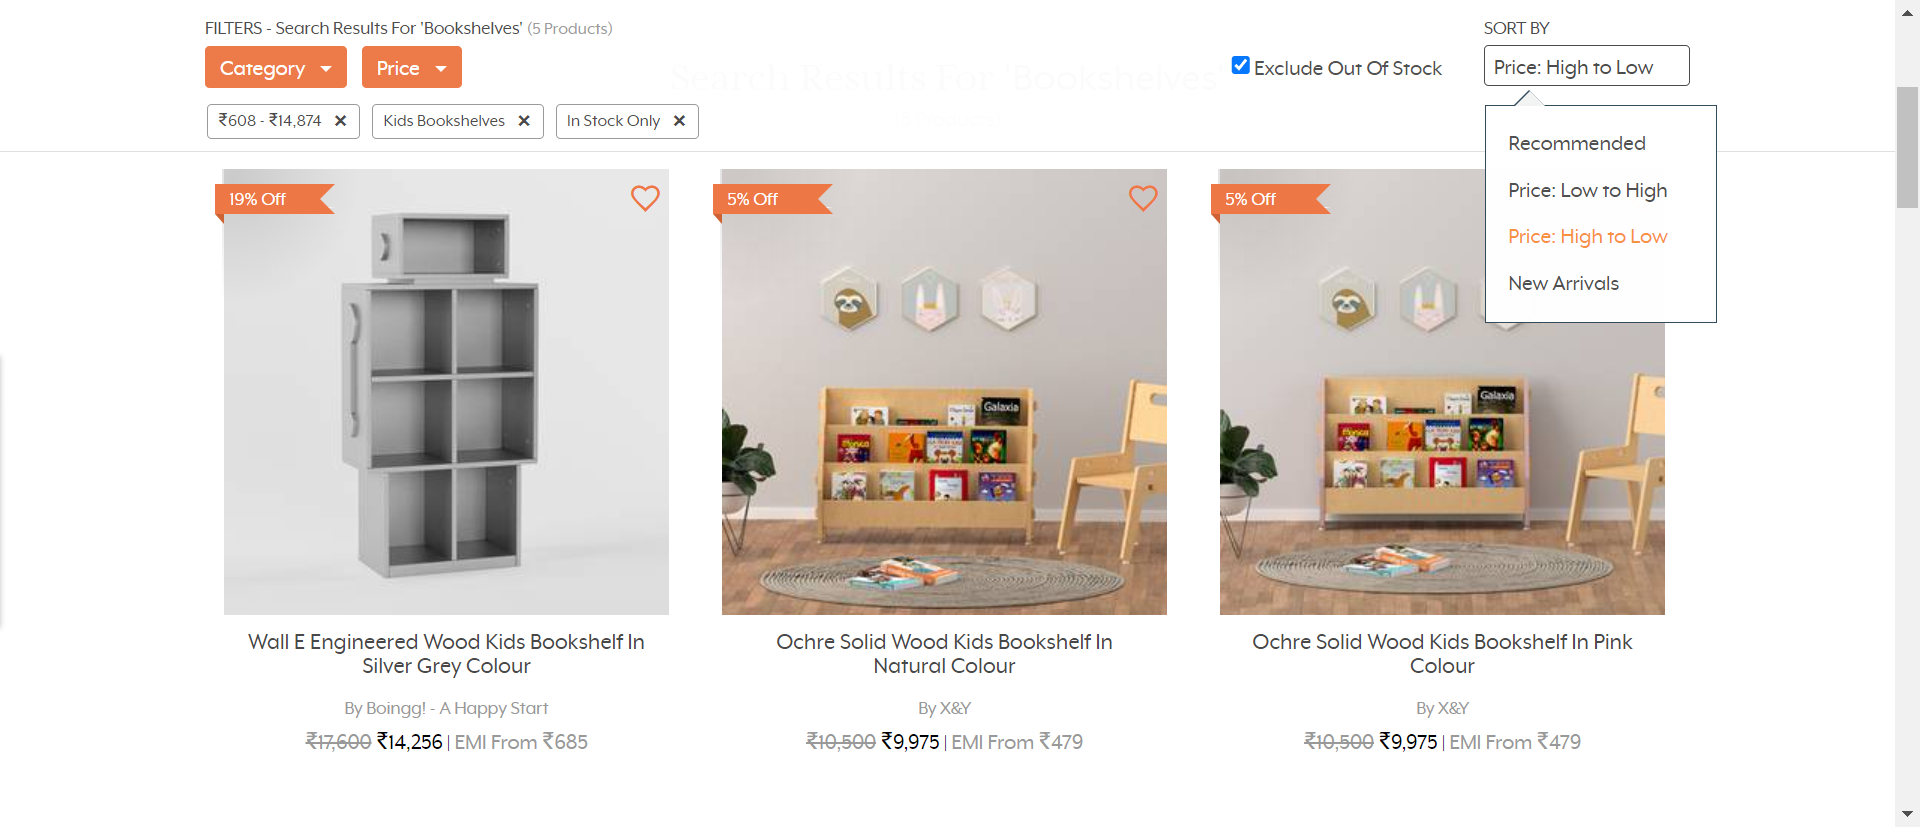 FILTERS - Search Results For 'Bookshelves' (5 Products)
SORT BY
Category
Price
Search Results For 'Bookshelves'
Exclude Out Of Stock
Price: High to Low
₹608 - ₹14,874 ✕
Kids Bookshelves ✕
In Stock Only ✕
Recommended
Price: Low to High
Price: High to Low
New Arrivals
19% Off
5% Off
5% Off
Galaxia
Galaxia
Wall E Engineered Wood Kids Bookshelf In
Silver Grey Colour
By Boingg! - A Happy Start
₹17,600 ₹14,256 | EMI From ₹685
Ochre Solid Wood Kids Bookshelf In
Natural Colour
By X&Y
₹10,500 ₹9,975 | EMI From ₹479
Ochre Solid Wood Kids Bookshelf In Pink
Colour
By X&Y
₹10,500 ₹9,975 | EMI From ₹479